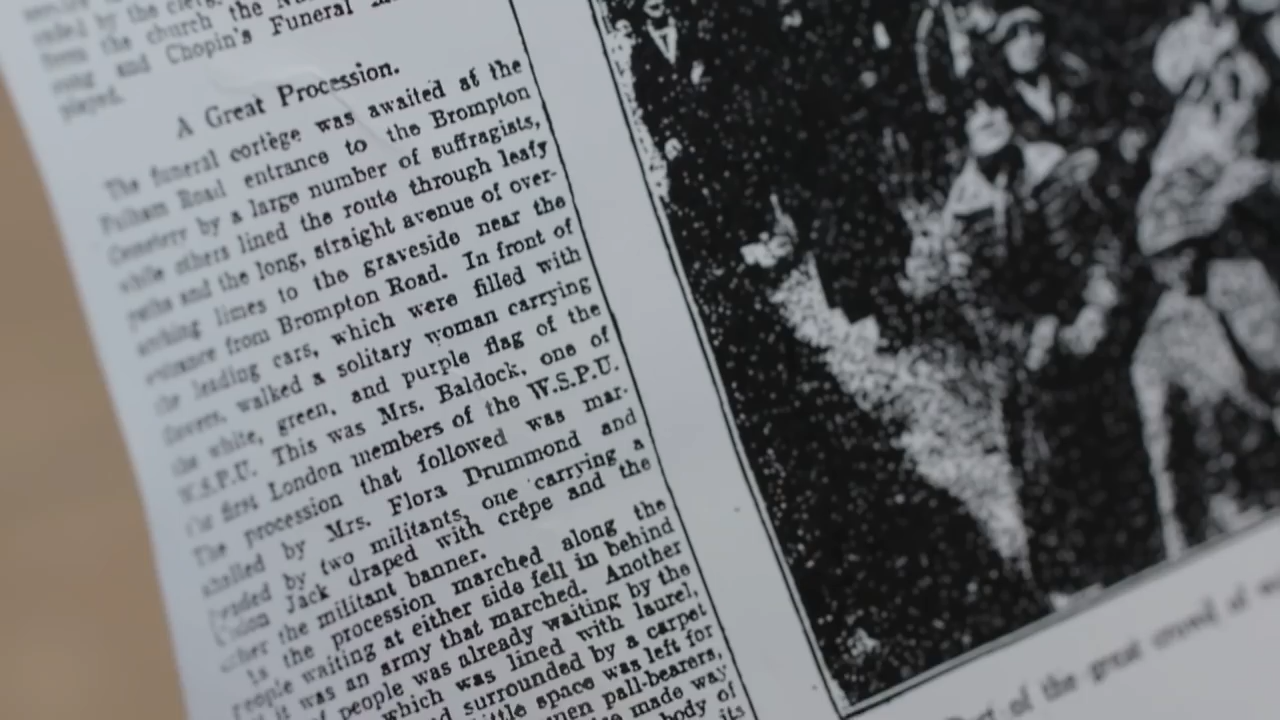 ended by the clerg
from the church the
song and Chopin's Funeral
played.
A Great Procession.
The funeral cortège was awaited at the
Fulham Road entrance to the Brompton
Cemetery by a large number of suffragists,
while others lined the route through leafy
paths and the long, straight avenue of over-
arching limes to the graveside near the
entrance from Brompton Road. In front of
the leading cars, which were filled with
flowers, walked a solitary woman carrying
the white, green, and purple flag of the
W.S.P.U. This was Mrs. Baldock, one of
the first London members of the W.S.P.U.
The procession that followed was mar-
shalled by Mrs. Flora Drummond and
headed by two militants, one carrying a
Union Jack draped with crêpe and the
other the militant banner.
As the procession marched along the
people waiting at either side fell in behind
it was an army that marched. Another
people was already waiting by the
which was lined with laurel,
surrounded by a carpet
little space was left for
pall-bearers,
made way
body of
its
Part of the great crowd of